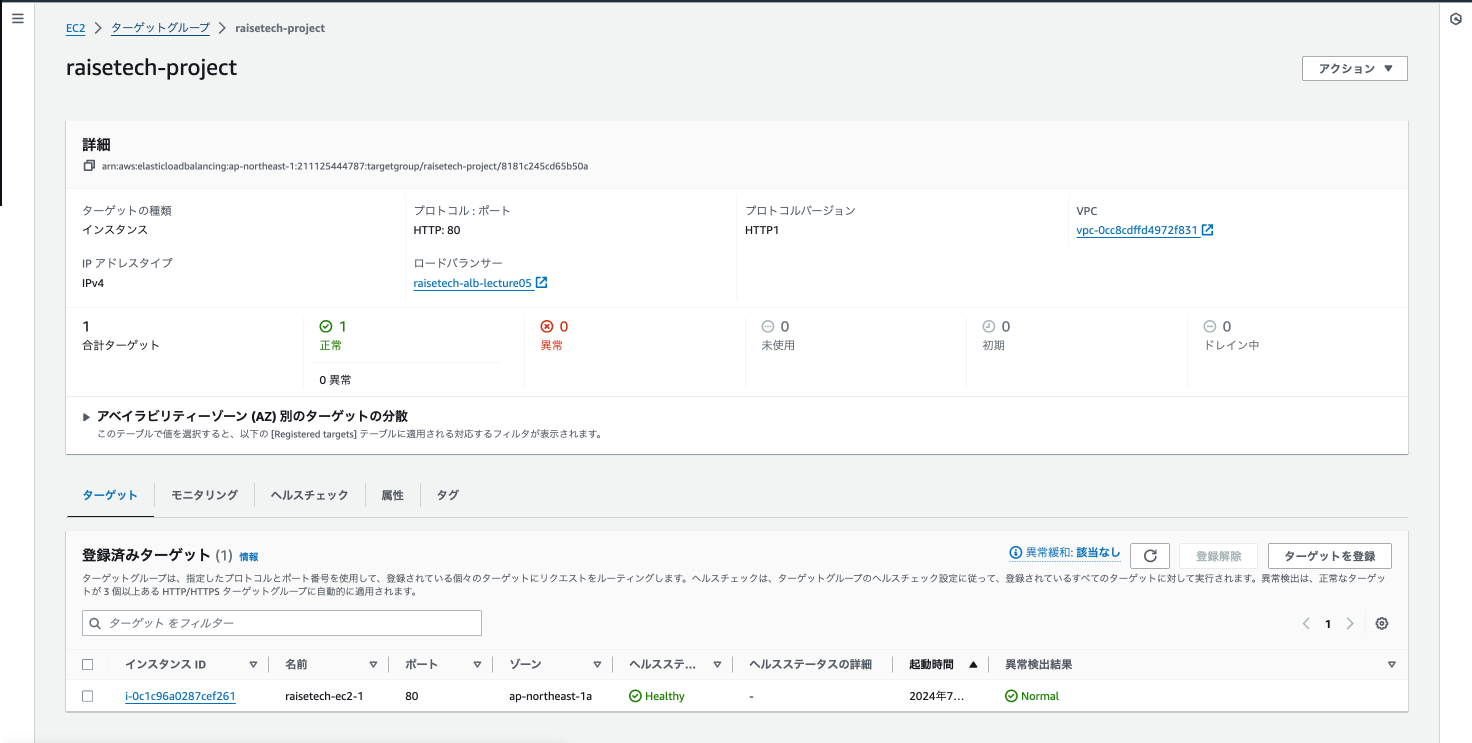 EC2 > ターゲットグループ > raisetech-project
raisetech-project
アクション ▼
詳細
arn:aws:elasticloadbalancing:ap-northeast-1:211125444787:targetgroup/raisetech-project/8181c245cd65b50a
ターゲットの種類
インスタンス
プロトコル : ポート
HTTP: 80
プロトコルバージョン
HTTP1
VPC
vpc-0cc8cdffd4972f831
IP アドレスタイプ
IPv4
ロードバランサー
raisetech-alb-lecture05
1
合計ターゲット
1
正常
0 異常
0
異常
0
未使用
0
初期
0
ドレイン中
アベイラビリティーゾーン (AZ) 別のターゲットの分散
このテーブルで値を選択すると、以下の [Registered targets] テーブルに適用される対応するフィルタが表示されます。
ターゲット モニタリング ヘルスチェック 属性 タグ
登録済みターゲット (1) 情報
異常緩和: 該当なし
登録解除
ターゲットを登録
ターゲットグループは、指定したプロトコルとポート番号を使用して、登録されている個々のターゲットにリクエストをルーティングします。ヘルスチェックは、ターゲットグループのヘルスチェック設定に従って、登録されているすべてのターゲットに対して実行されます。異常検出は、正常なターゲッ
トが 3 個以上ある HTTP/HTTPS ターゲットグループに自動的に適用されます。
ターゲット をフィルター
1
インスタンス ID 名前 ポート ゾーン ヘルスステ... ヘルスステータスの詳細 起動時間 異常検出結果
i-0c1c96a0287cef261 raisetech-ec2-1 80 ap-northeast-1a Healthy - 2024年7... Normal